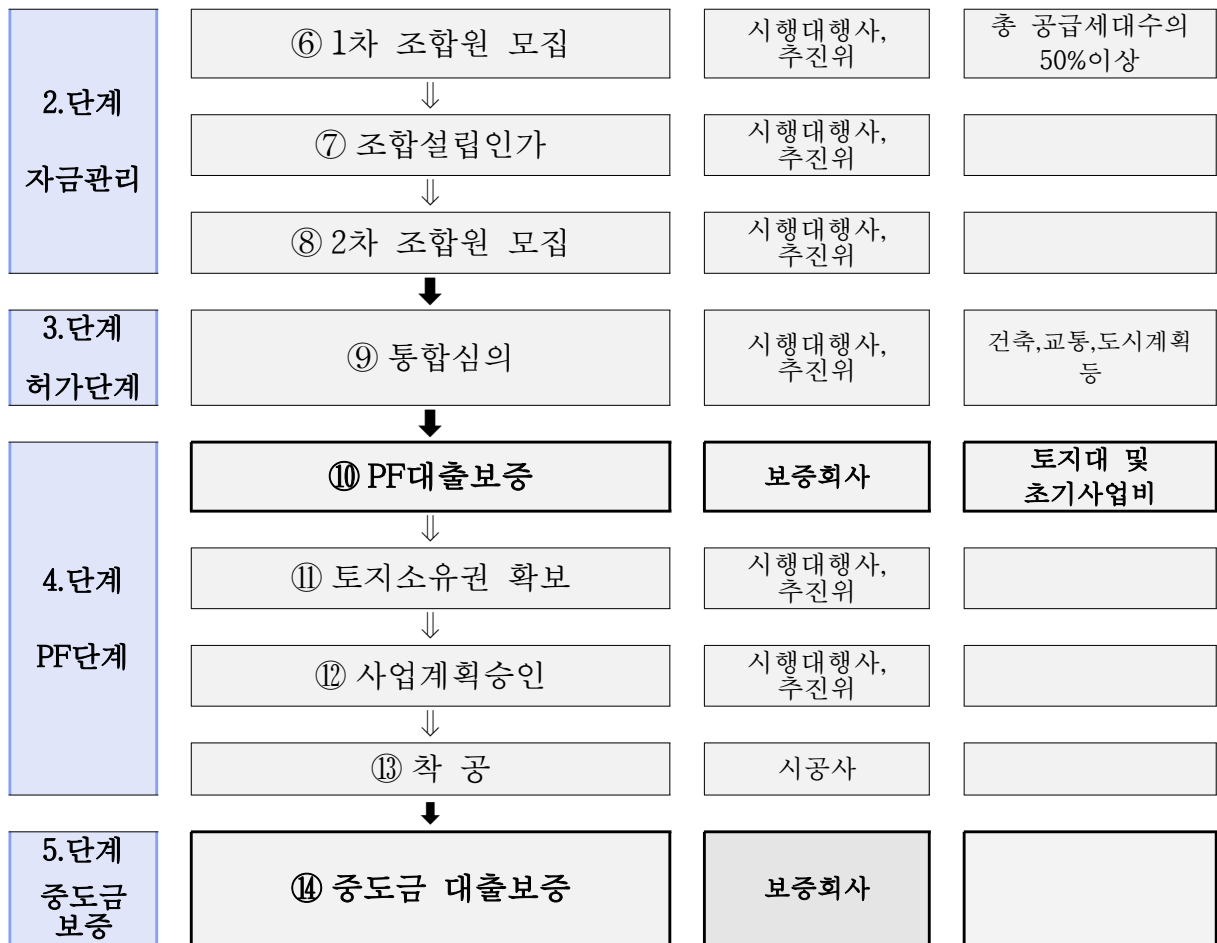 ⑥ 1차 조합원 모집
시행대행사,
추진위
총 공급세대수의
50%이상
2.단계
자금관리
⇓
⑦ 조합설립인가
시행대행사,
추진위
⇓
⑧ 2차 조합원 모집
시행대행사,
추진위
3.단계
허가단계
⑨ 통합심의
시행대행사,
추진위
건축,교통,도시계획
등
4.단계
PF단계
⑩ PF대출보증
보증회사
토지대 및
초기사업비
⇓
⑪ 토지소유권 확보
시행대행사,
추진위
⇓
⑫ 사업계획승인
시행대행사,
추진위
⇓
⑬ 착 공
시공사
5.단계
중도금
보증
⑭ 중도금 대출보증
보증회사